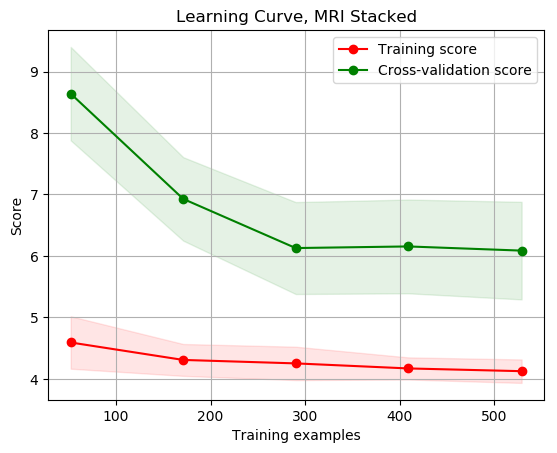 Learning Curve, MRI Stacked
Training score
Cross-validation score
9
8
7
6
5
4
Score
100
200
300
400
500
Training examples